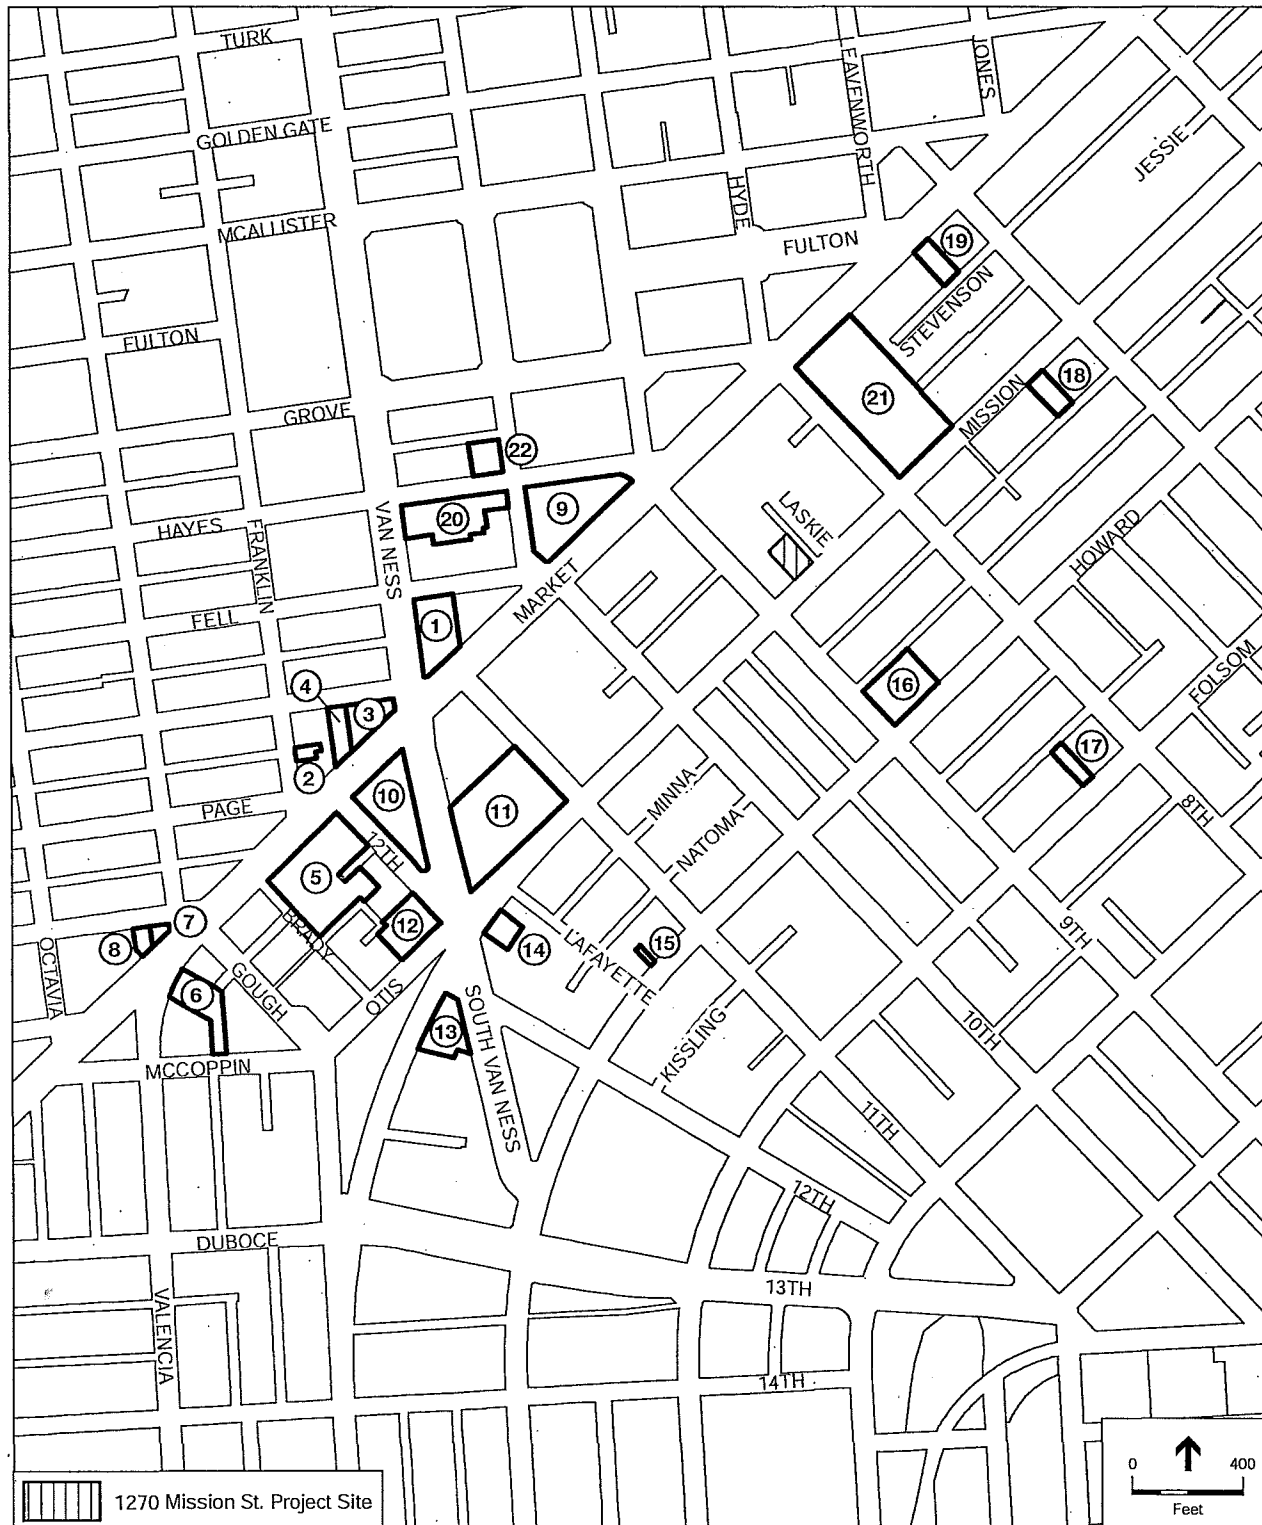 TURK
LEAVENWORTH
JONES
GOLDEN GATE
JESSIE
HYDE
MCALLISTER
FULTON
19
STEVENSON
FULTON
18
21
MISSION
GROVE
22
VAN NESS
20
9
LASKIE
HAYES
FRANKLIN
HOWARD
MARKET
FELL
1
FOLSOM
4
16
3
17
2
10
MINNA
8TH
PAGE
11
NATOMA
12TH
5
7
BRADY
12
9TH
8
14
LAFAYETTE
15
OCTAVIA
6
GOUGH
OTIS
13
SOUTH VAN NESS
KISSLING
10TH
MCCOPPIN
11TH
12TH
DUBOCE
13TH
VALENCIA
14TH
0 400
Feet
1270 Mission St. Project Site